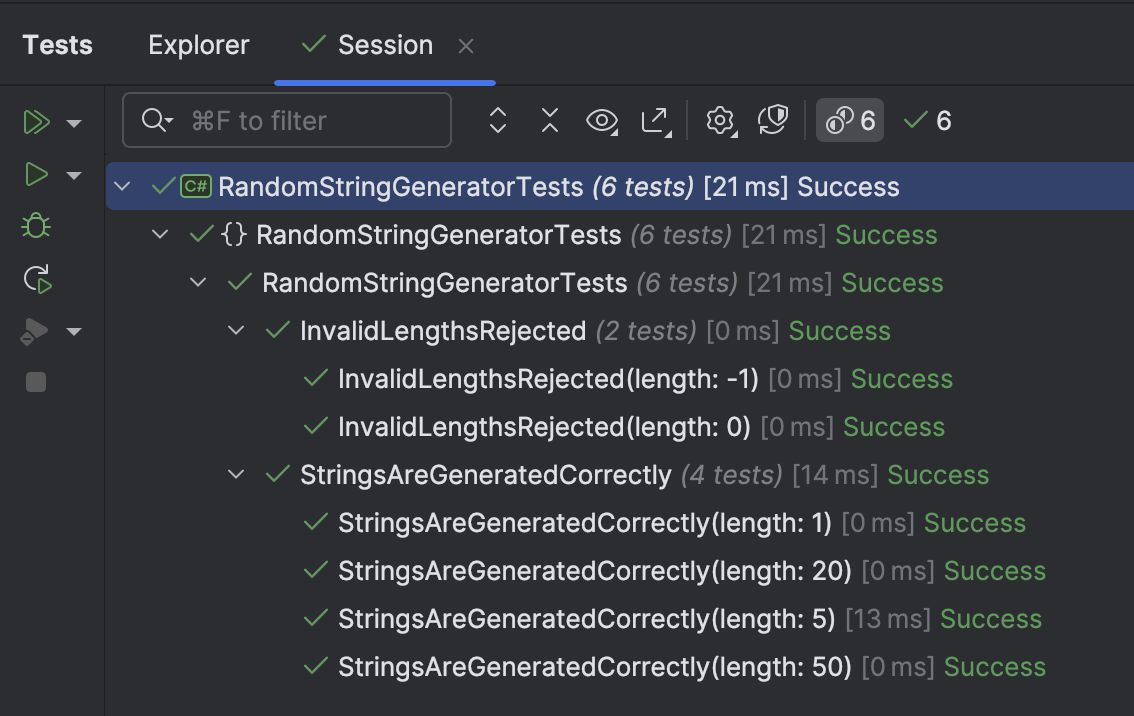 Tests Explorer Session
⌘F to filter 6 6
C# RandomStringGeneratorTests (6 tests) [21 ms] Success
{} RandomStringGeneratorTests (6 tests) [21 ms] Success
RandomStringGeneratorTests (6 tests) [21 ms] Success
InvalidLengthsRejected (2 tests) [0 ms] Success
InvalidLengthsRejected(length: -1) [0 ms] Success
InvalidLengthsRejected(length: 0) [0 ms] Success
StringsAreGeneratedCorrectly (4 tests) [14 ms] Success
StringsAreGeneratedCorrectly(length: 1) [0 ms] Success
StringsAreGeneratedCorrectly(length: 20) [0 ms] Success
StringsAreGeneratedCorrectly(length: 5) [13 ms] Success
StringsAreGeneratedCorrectly(length: 50) [0 ms] Success